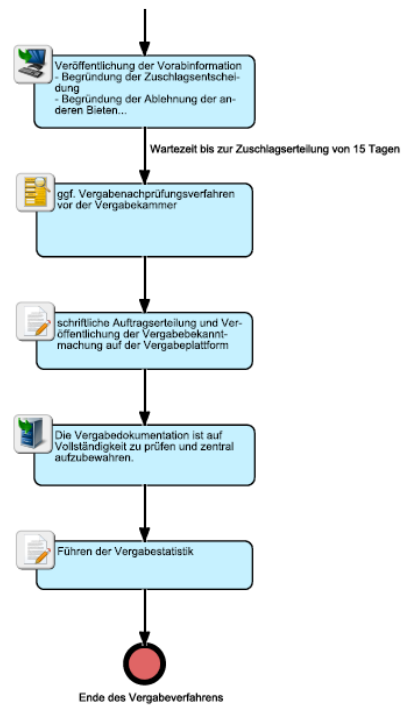 Veröffentlichung der Vorabinformation
- Begründung der Zuschlagsentschei-
dung
- Begründung der Ablehnung der an-
deren Bieten...
Wartezeit bis zur Zuschlagserteilung von 15 Tagen
ggf. Vergabenachprüfungsverfahren
vor der Vergabekammer
schriftliche Auftragserteilung und Ver-
öffentlichung der Vergabebekannt-
machung auf der Vergabeplattform
Die Vergabedokumentation ist auf
Vollständigkeit zu prüfen und zentral
aufzubewahren.
Führen der Vergabestatistik
Ende des Vergabeverfahrens